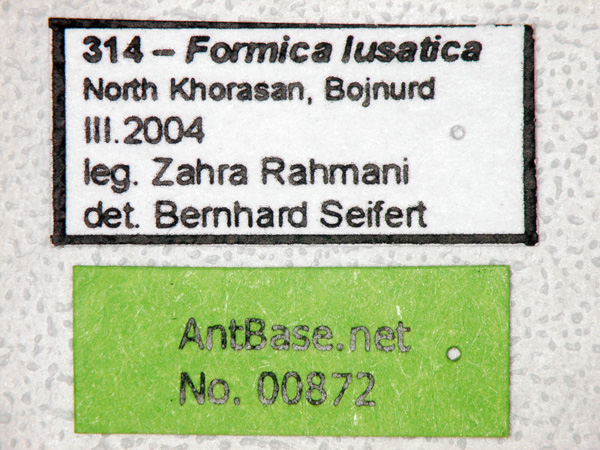 314 – Formica lusatica
North Khorasan, Bojnurd
III.2004
leg. Zahra Rahmani
det. Bernhard Seifert
AntBase.net
No. 00872